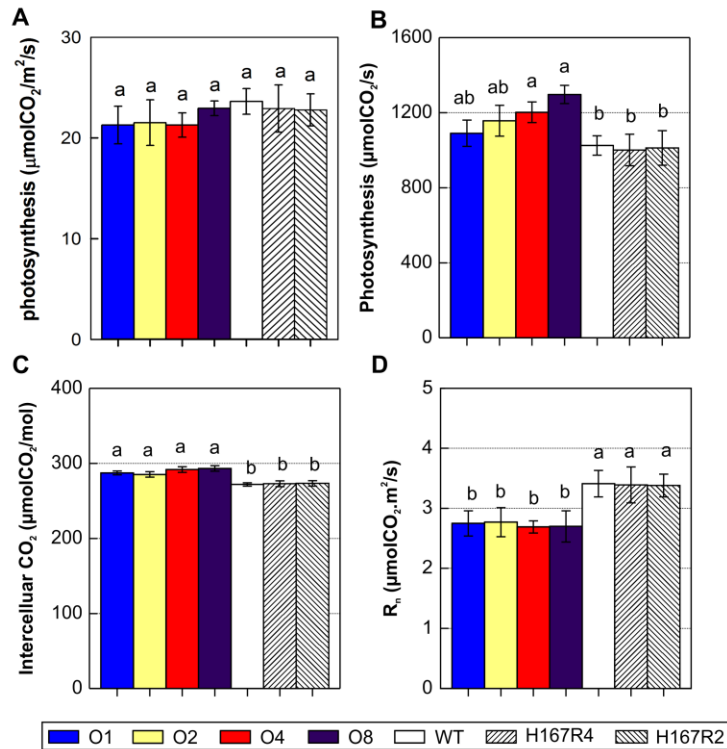 A
photosynthesis (μmolCO₂/m²/s)
30
20
10
0
a a a a a a a
B
Photosynthesis (μmolCO₂/s)
1600
1200
800
400
0
ab ab a a b b b
C
Intercelluar CO₂ (μmolCO₂/mol)
400
300
200
100
0
a a a a b b b
D
Rₙ (μmolCO₂.m²/s)
5
4
3
2
1
0
b b b b a a a
O1 O2 O4 O8 WT H167R4 H167R2